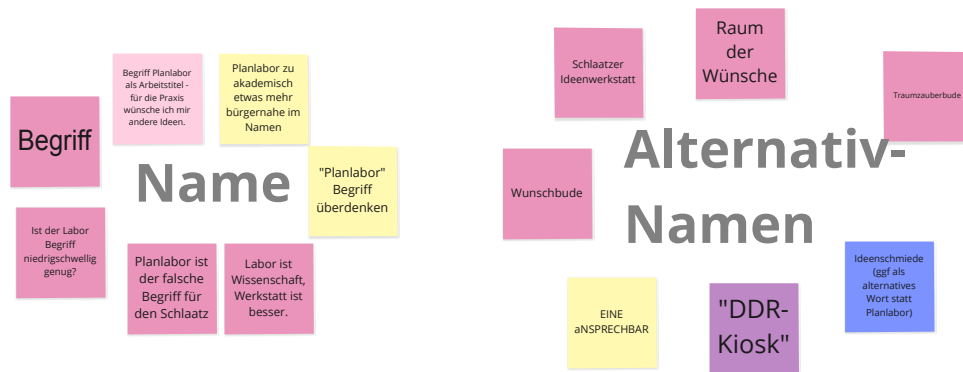 Begriff
Begriff Planlabor
als Arbeitstitel -
für die Praxis
wünsche ich mir
andere Ideen.
Planlabor zu
akademisch
etwas mehr
bürgernahe im
Namen
Name
"Planlabor"
Begriff
überdenken
Ist der Labor
Begriff
niedrigschwellig
genug?
Planlabor ist
der falsche
Begriff für
den Schlaatz
Labor ist
Wissenschaft,
Werkstatt ist
besser.
Schlaatzer
Ideenwerkstatt
Raum
der
Wünsche
Traumzauberbude
Alternativ-
Namen
Wunschbude
EINE
aNSPRECHBAR
"DDR-
Kiosk"
Ideenschmiede
(ggf als
alternatives
Wort statt
Planlabor)